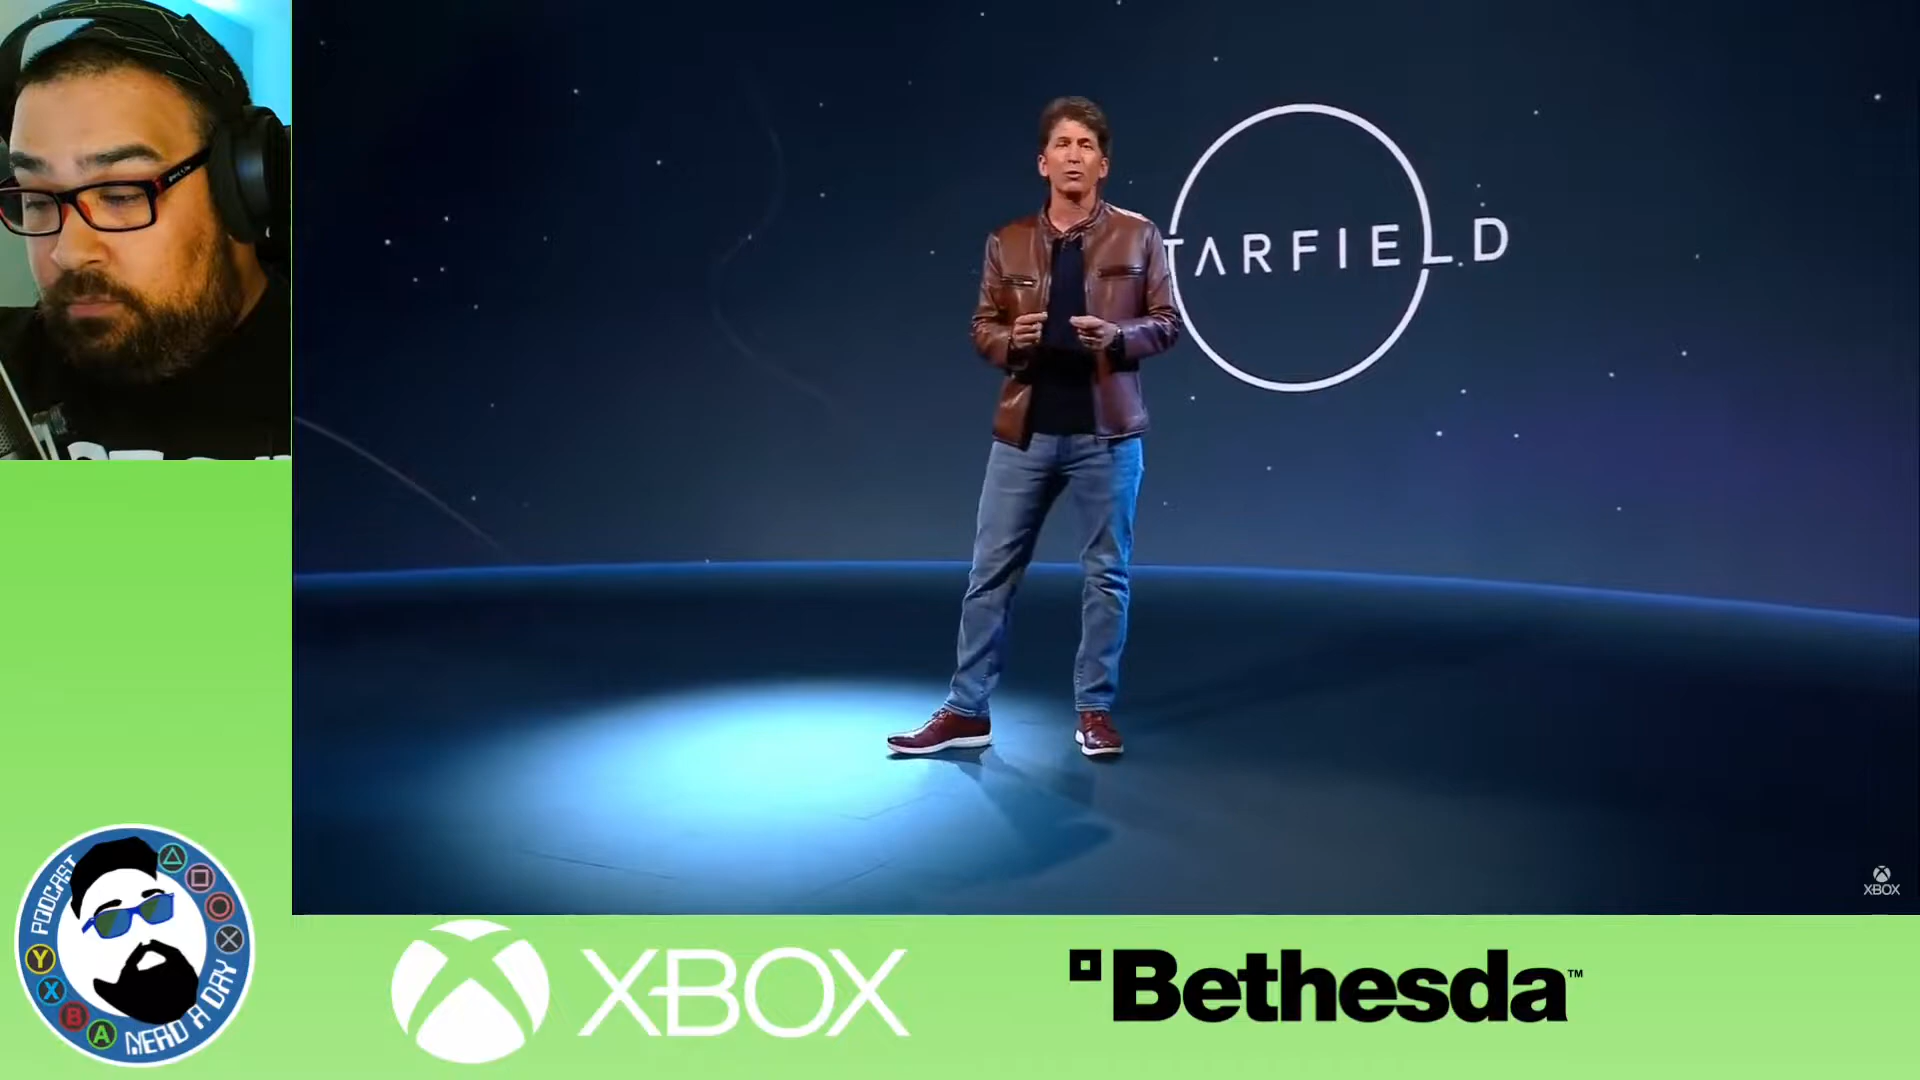 TARFIELD
XBOX
PODCAST
NERD A DAY
Y
X
B
A
XBOX
Bethesda™